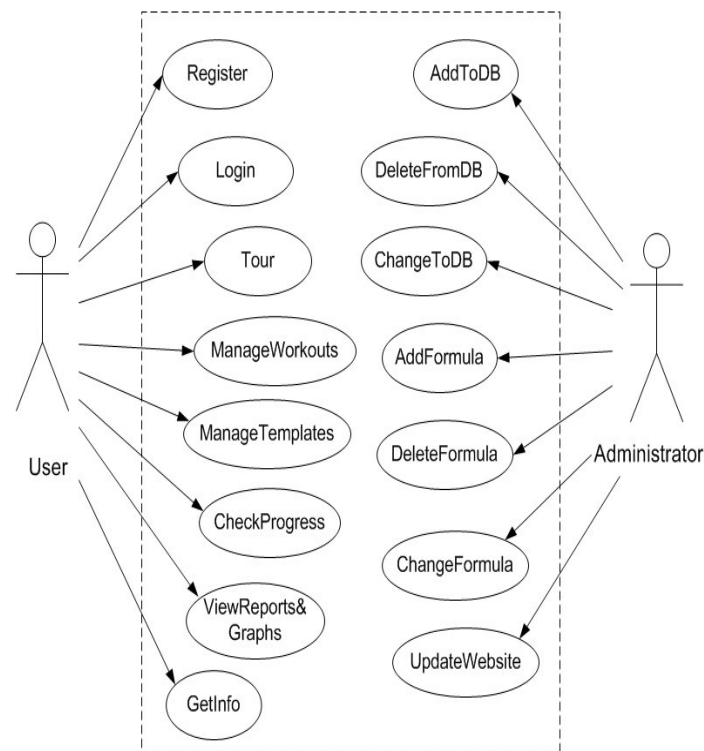 Register
Login
Tour
ManageWorkouts
ManageTemplates
CheckProgress
ViewReports&
Graphs
GetInfo
User
AddToDB
DeleteFromDB
ChangeToDB
AddFormula
DeleteFormula
ChangeFormula
UpdateWebsite
Administrator